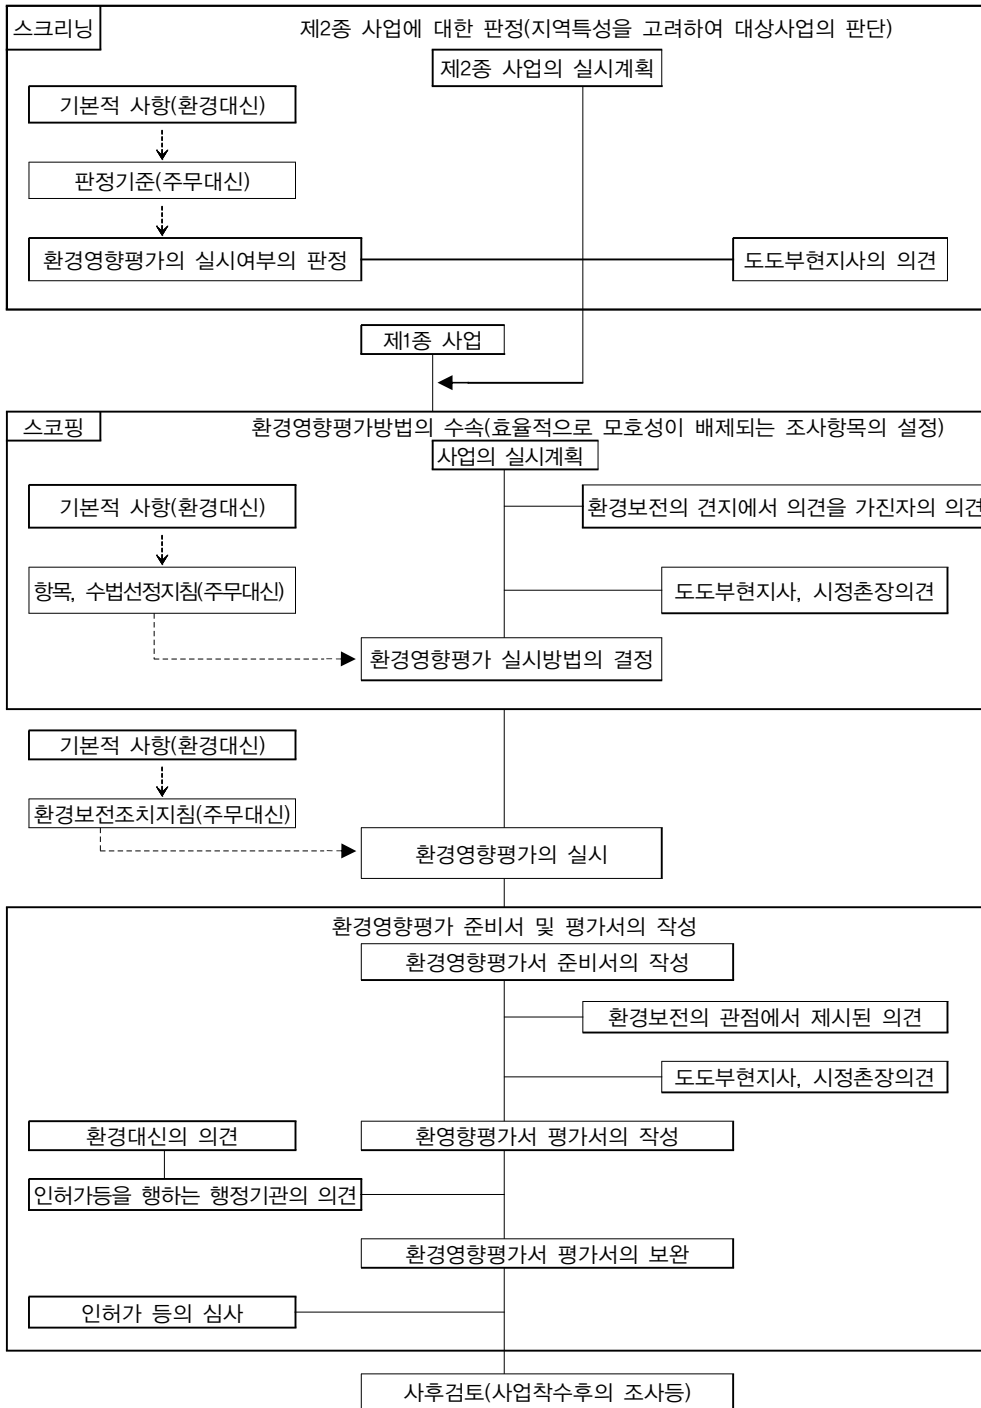 스크리닝
제2종 사업에 대한 판정(지역특성을 고려하여 대상사업의 판단)
제2종 사업의 실시계획
기본적 사항(환경대신)
판정기준(주무대신)
환경영향평가의 실시여부의 판정
도도부현지사의 의견
제1종 사업
스코핑
환경영향평가방법의 수속(효율적으로 모호성이 배제되는 조사항목의 설정)
사업의 실시계획
기본적 사항(환경대신)
환경보전의 견지에서 의견을 가진자의 의견
항목, 수법선정지침(주무대신)
도도부현지사, 시정촌장의견
환경영향평가 실시방법의 결정
기본적 사항(환경대신)
환경보전조치지침(주무대신)
환경영향평가의 실시
환경영향평가 준비서 및 평가서의 작성
환경영향평가서 준비서의 작성
환경보전의 관점에서 제시된 의견
도도부현지사, 시정촌장의견
환경대신의 의견
환영향평가서 평가서의 작성
인허가등을 행하는 행정기관의 의견
환경영향평가서 평가서의 보완
인허가 등의 심사
사후검토(사업착수후의 조사등)